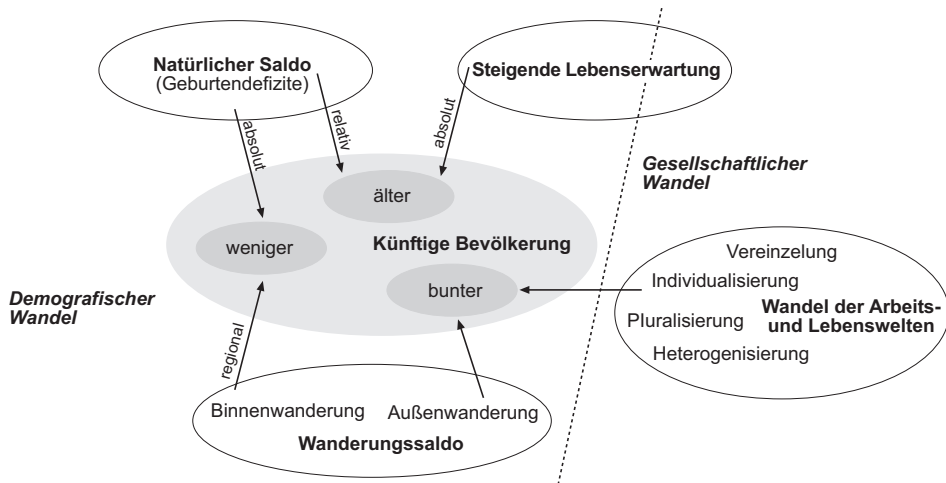 Natürlicher Saldo
(Geburtendefizite)
Steigende Lebenserwartung
absolut
relativ
absolut
Gesellschaftlicher
Wandel
älter
weniger
Künftige Bevölkerung
bunter
Demografischer
Wandel
Vereinzelung
Individualisierung
Wandel der Arbeits-
und Lebenswelten
Pluralisierung
Heterogenisierung
regional
Binnenwanderung
Außenwanderung
Wanderungssaldo